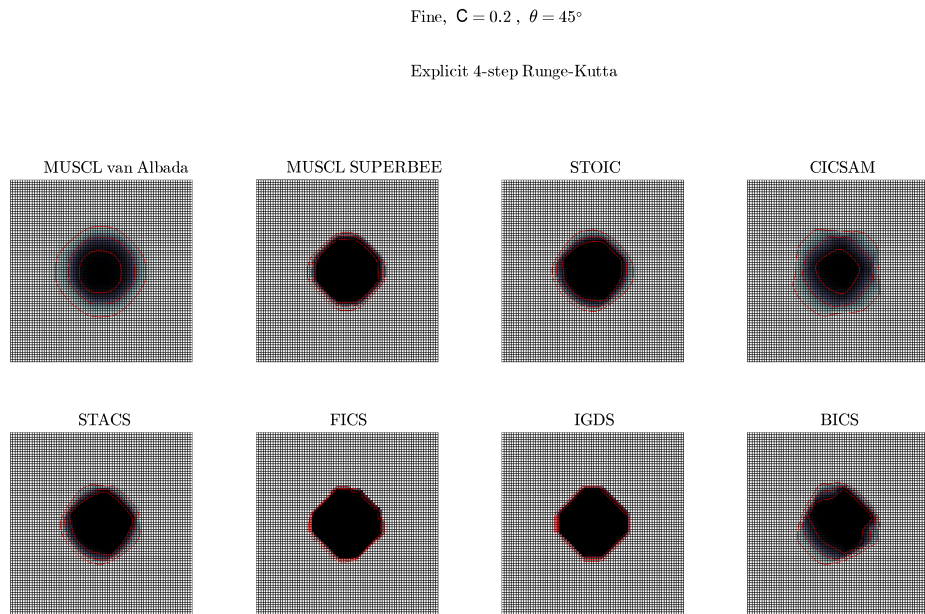 Fine, C = 0.2 , θ = 45°
Explicit 4-step Runge-Kutta
MUSCL van Albada
MUSCL SUPERBEE
STOIC
CICSAM
STACS
FICS
IGDS
BICS